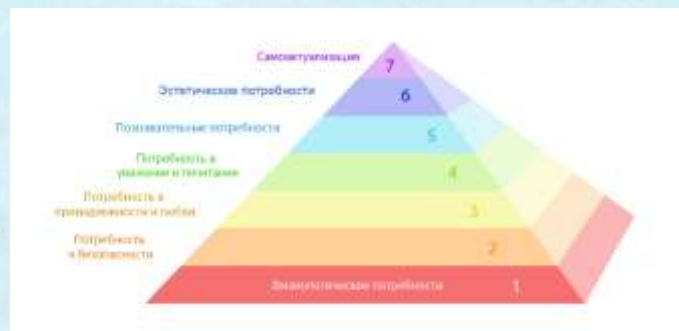 Самоактуализация
7
Эстетические потребности
6
Познавательные потребности
5
Потребность в
уважении и почитании
4
Потребность в
принадлежности и любви
3
Потребность
в безопасности
2
Физиологические потребности
1